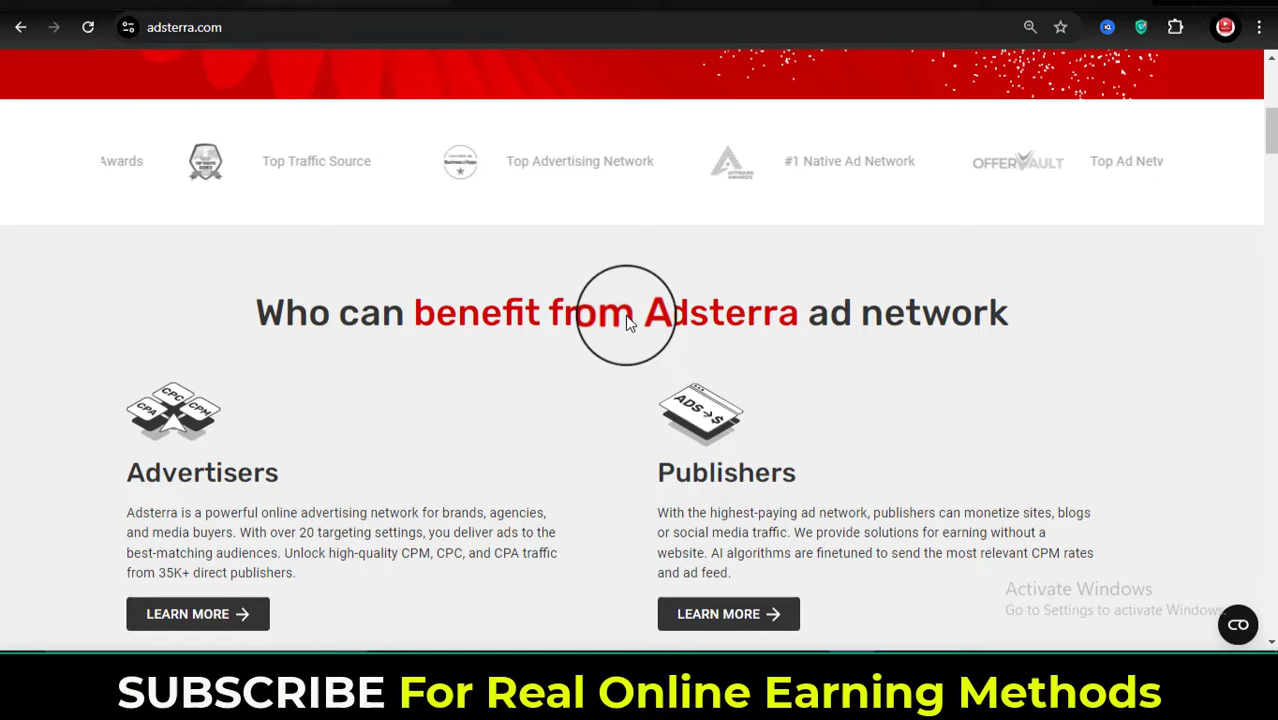 adsterra.com
Awards
Top Traffic Source
Top Advertising Network
#1 Native Ad Network
OFFERVAULT
Top Ad Netw
Who can benefit from Adsterra ad network
CPA CPC CPM
ADS→$
Advertisers
Publishers
Adsterra is a powerful online advertising network for brands, agencies,
and media buyers. With over 20 targeting settings, you deliver ads to the
best-matching audiences. Unlock high-quality CPM, CPC, and CPA traffic
from 35K+ direct publishers.
With the highest-paying ad network, publishers can monetize sites, blogs
or social media traffic. We provide solutions for earning without a
website. AI algorithms are finetuned to send the most relevant CPM rates
and ad feed.
LEARN MORE →
LEARN MORE →
Activate Windows
Go to Settings to activate Windows.
SUBSCRIBE For Real Online Earning Methods